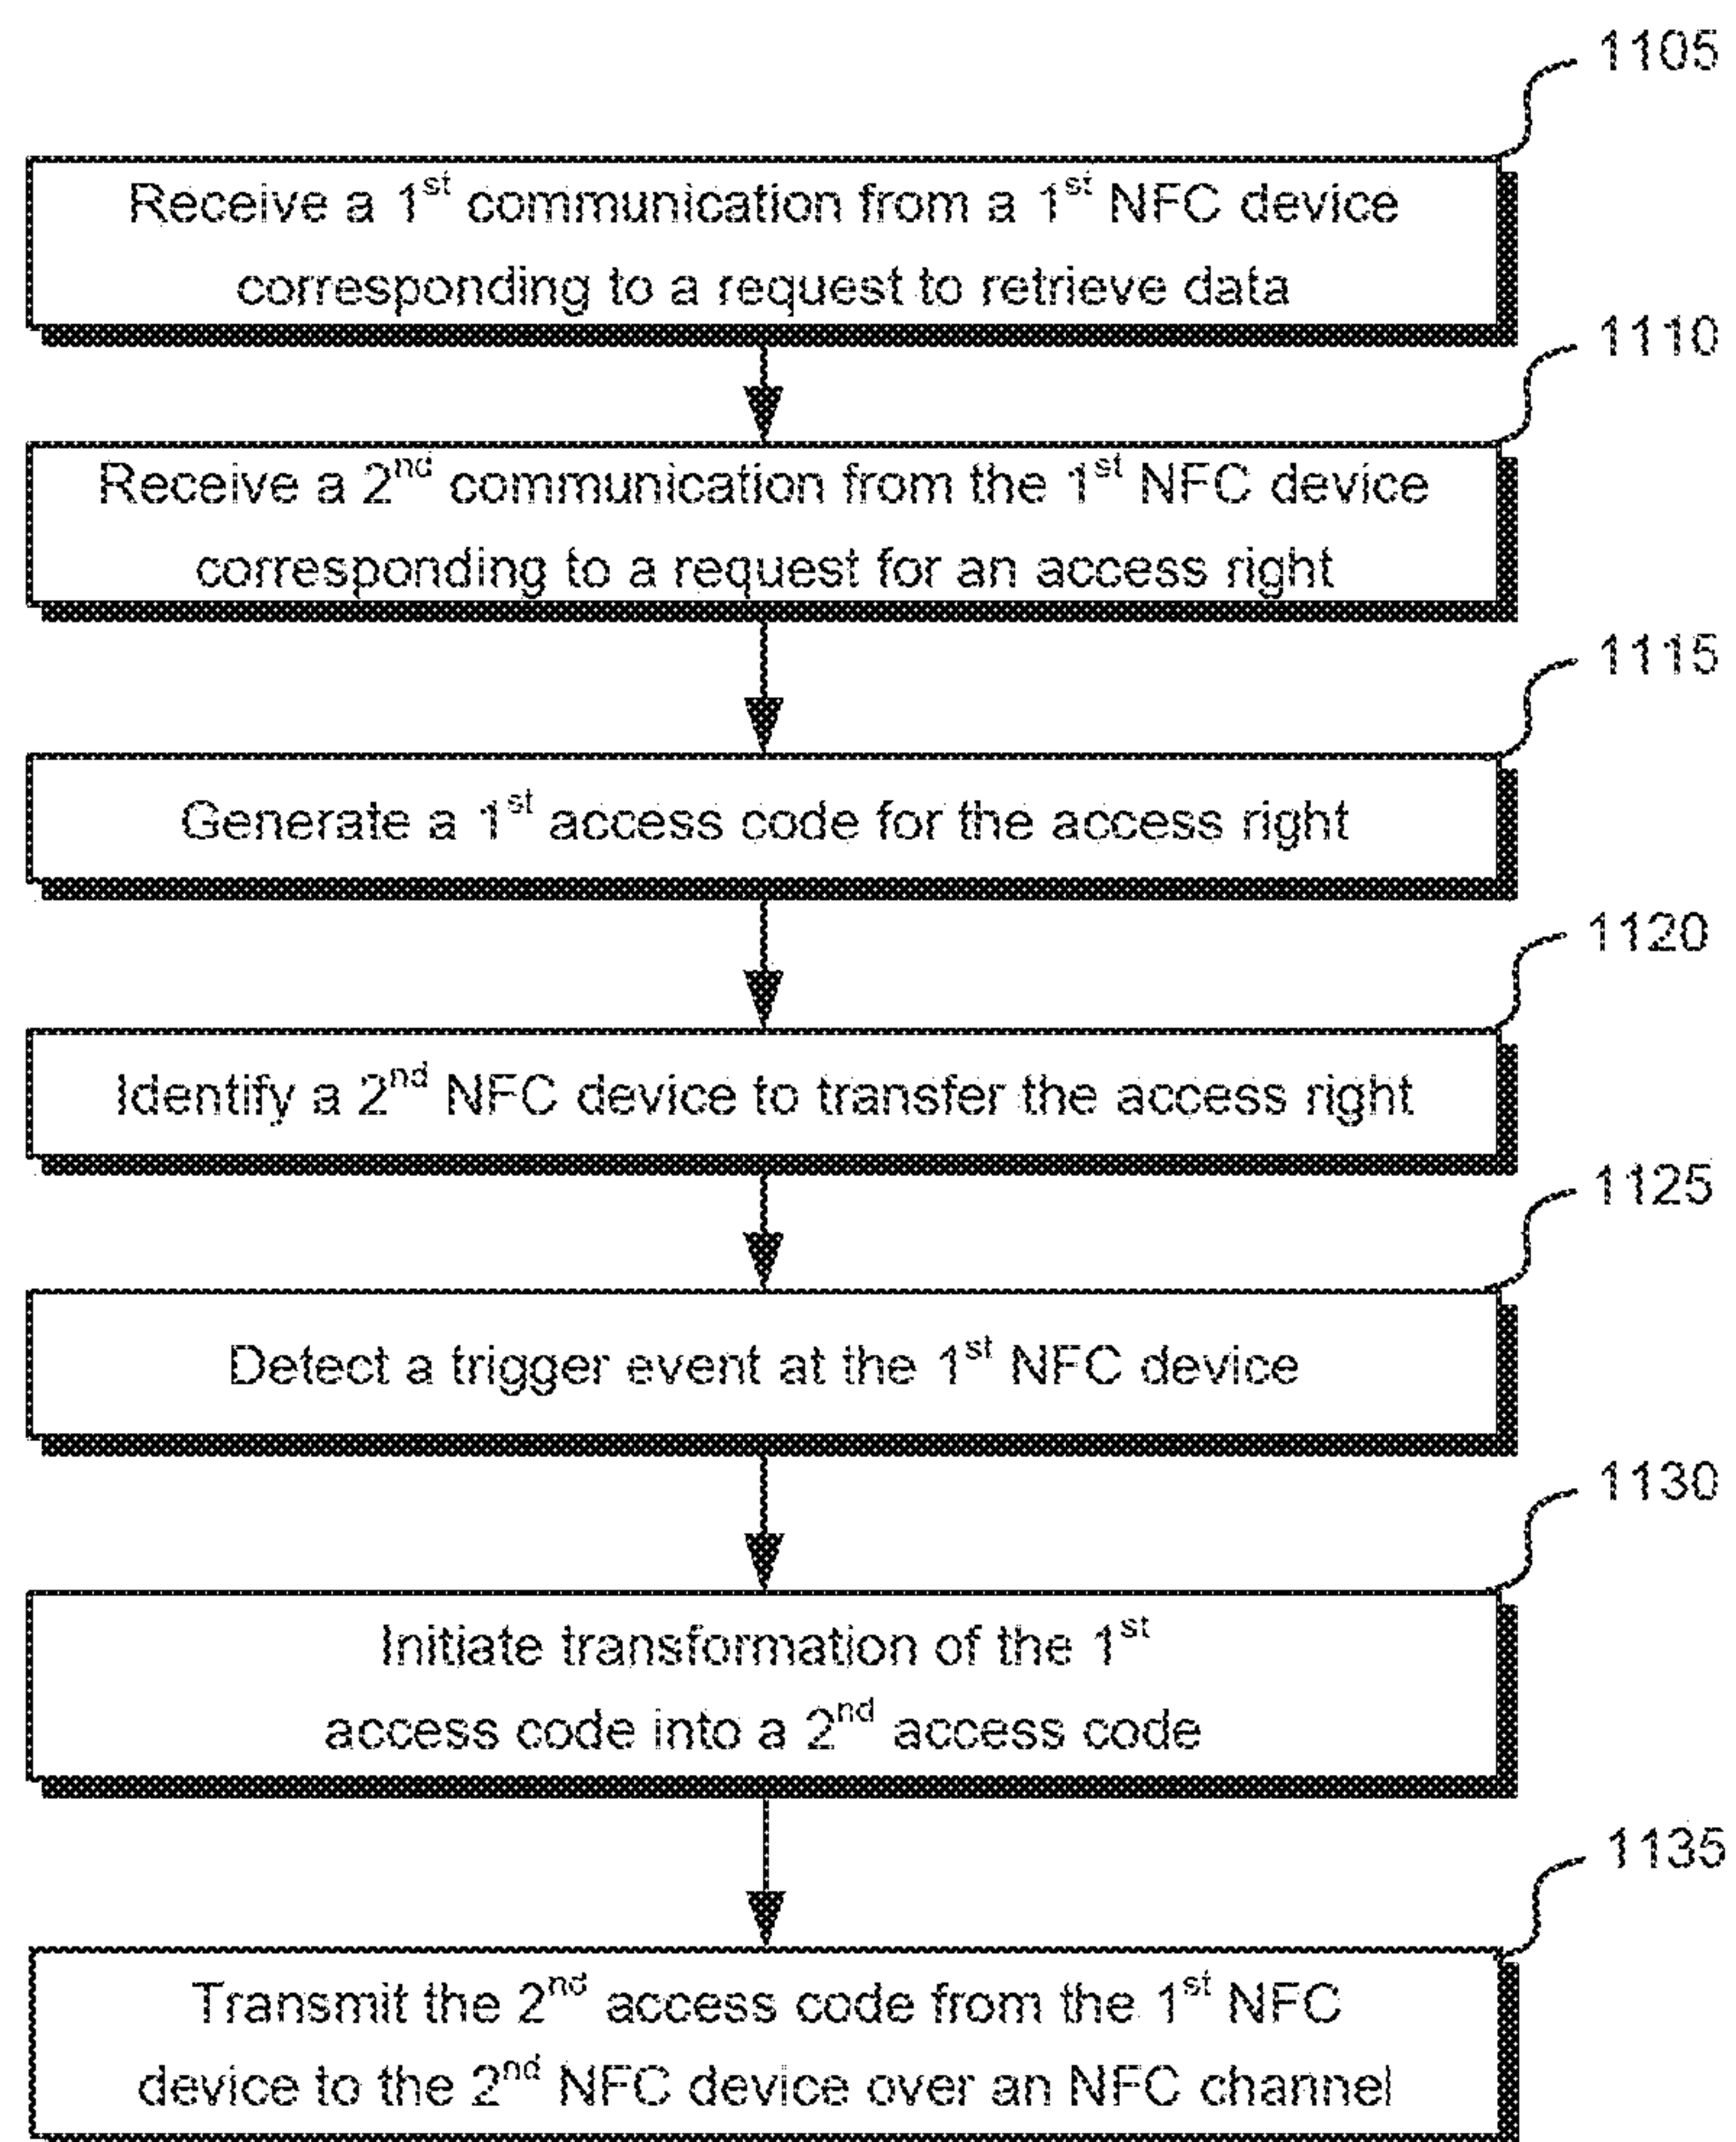 1105
Receive a 1st communication from a 1st NFC device
corresponding to a request to retrieve data
1110
Receive a 2nd communication from the 1st NFC device
corresponding to a request for an access right
1115
Generate a 1st access code for the access right
1120
Identify a 2nd NFC device to transfer the access right
1125
Detect a trigger event at the 1st NFC device
1130
Initiate transformation of the 1st
access code into a 2nd access code
1135
Transmit the 2nd access code from the 1st NFC
device to the 2nd NFC device over an NFC channel